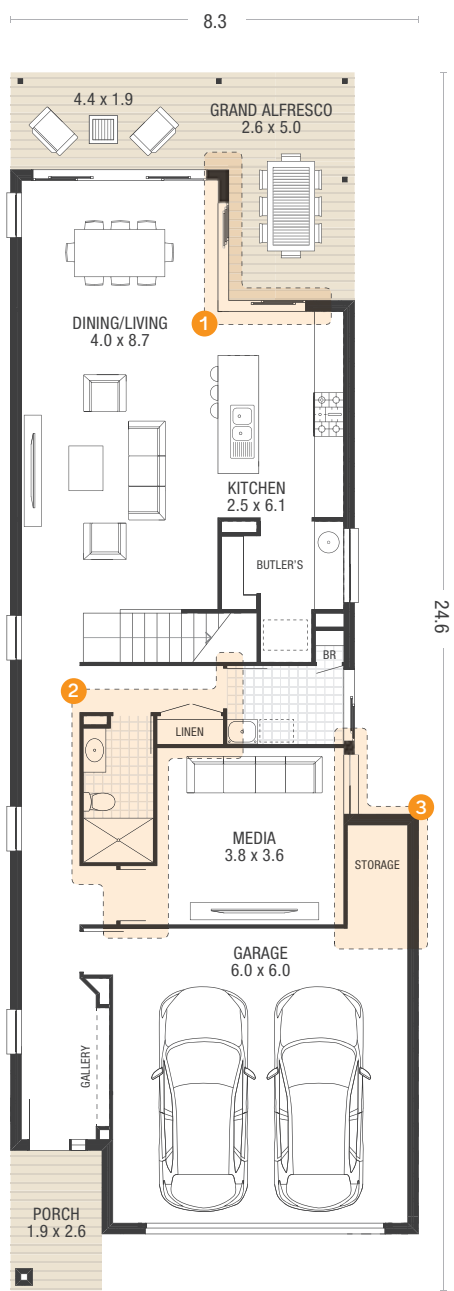 8.3
4.4 x 1.9
GRAND ALFRESCO
2.6 x 5.0
1
DINING/LIVING
4.0 x 8.7
KITCHEN
2.5 x 6.1
BUTLER'S
24.6
BR
2
LINEN
3
MEDIA
3.8 x 3.6
STORAGE
GARAGE
6.0 x 6.0
GALLERY
PORCH
1.9 x 2.6